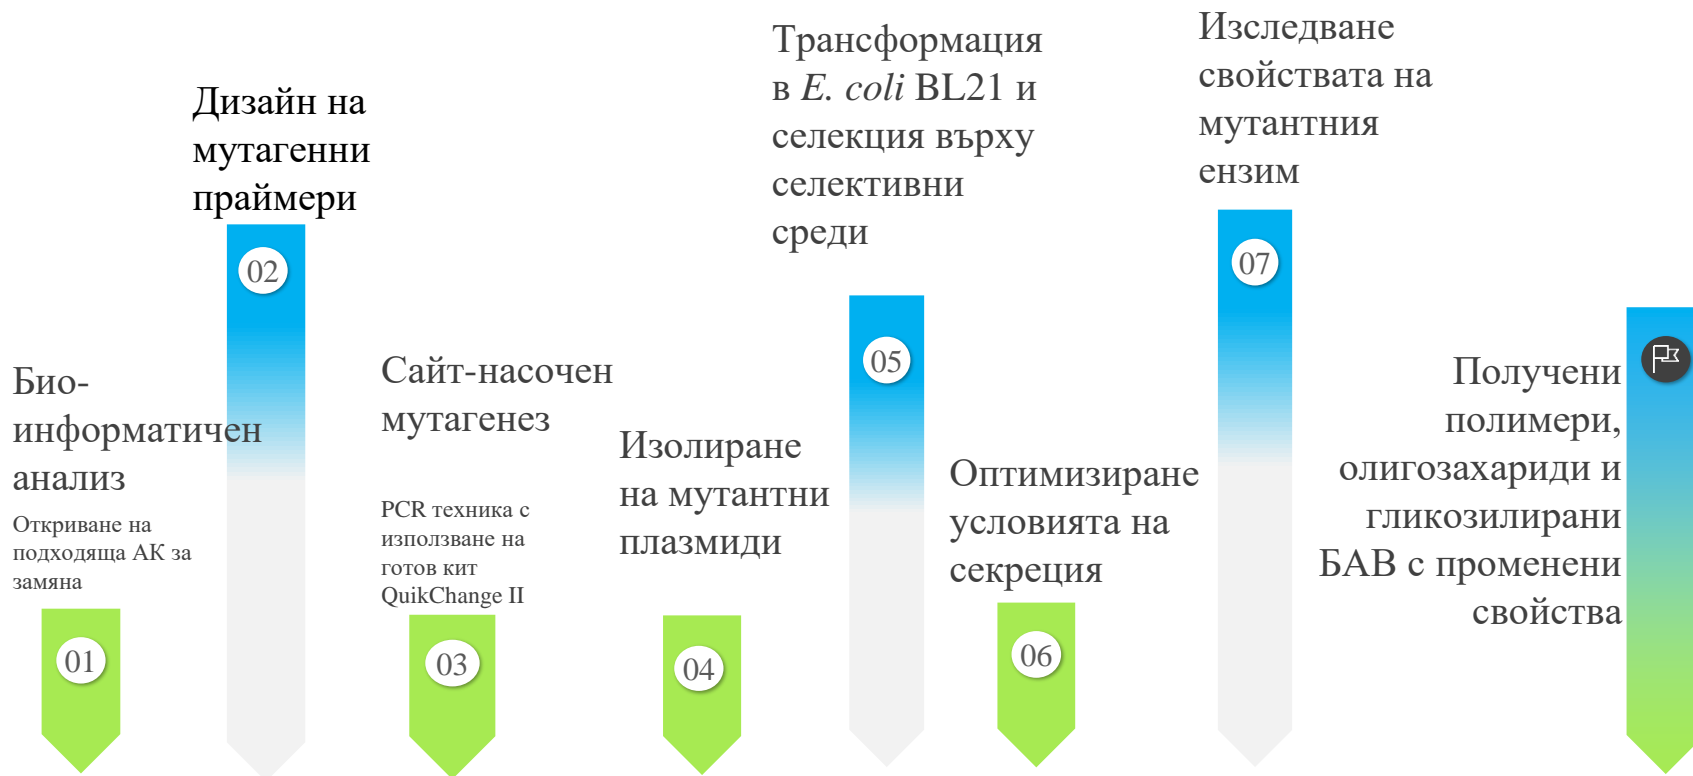 Био-
информатичен
анализ
Откриване на
подходяща АК за
замяна
01
Дизайн на
мутагенни
праймери
02
Сайт-насочен
мутагенез
PCR техника с
използване на
готов кит
QuikChange II
03
Изолиране
на мутантни
плазмиди
04
Трансформация
в E. coli BL21 и
селекция върху
селективни
среди
05
Оптимизиране
условията на
секреция
06
Изследване
свойствата на
мутантния
ензим
07
Получени
полимери,
олигозахариди и
гликозилирани
БАВ с променени
свойства